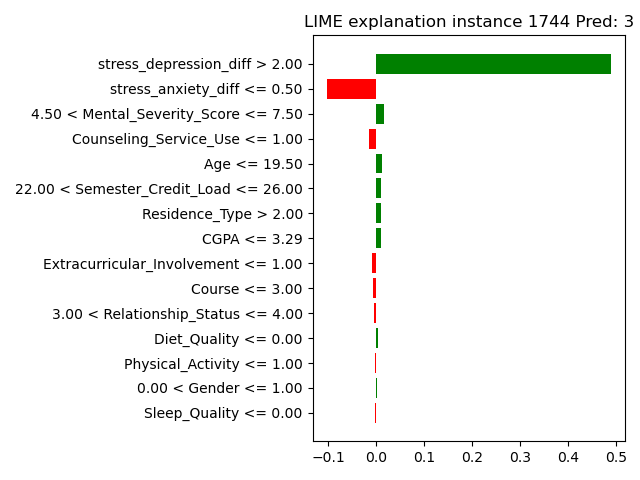 LIME explanation instance 1744 Pred: 3
stress_depression_diff > 2.00
stress_anxiety_diff <= 0.50
4.50 < Mental_Severity_Score <= 7.50
Counseling_Service_Use <= 1.00
Age <= 19.50
22.00 < Semester_Credit_Load <= 26.00
Residence_Type > 2.00
CGPA <= 3.29
Extracurricular_Involvement <= 1.00
Course <= 3.00
3.00 < Relationship_Status <= 4.00
Diet_Quality <= 0.00
Physical_Activity <= 1.00
0.00 < Gender <= 1.00
Sleep_Quality <= 0.00
−0.1 0.0 0.1 0.2 0.3 0.4 0.5